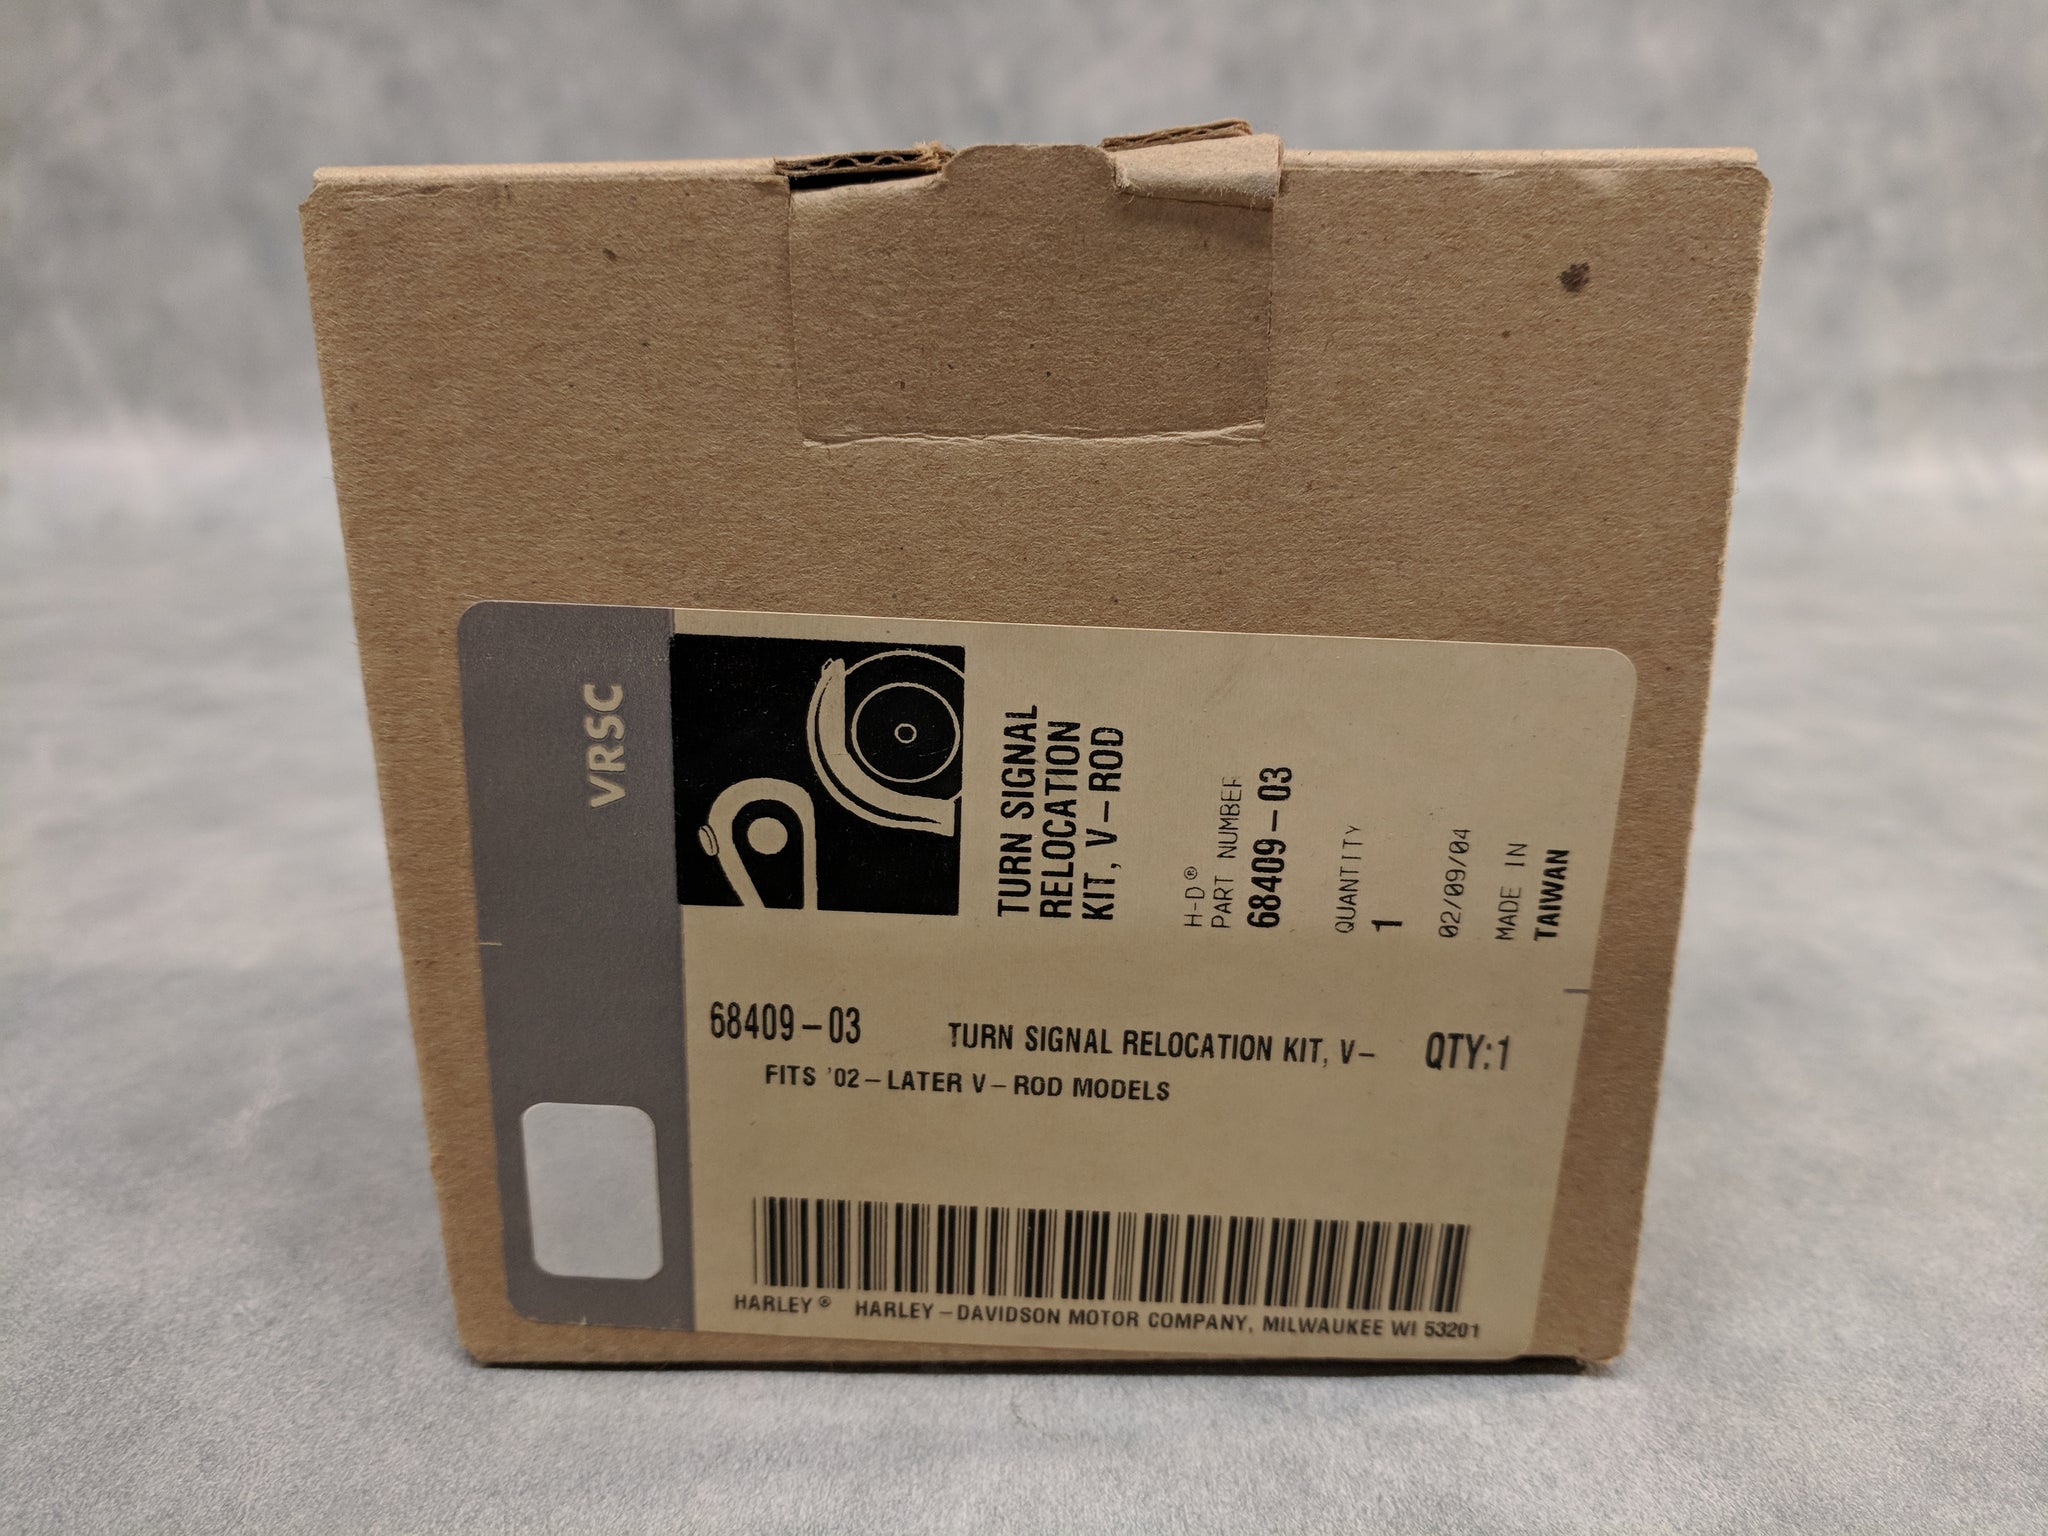 VRSC
TURN SIGNAL
RELOCATION
KIT, V-ROD
H-D®
PART NUMBER
68409-03
QUANTITY
1
02/09/04
MADE IN
TAIWAN
68409-03 TURN SIGNAL RELOCATION KIT, V- QTY:1
FITS '02-LATER V-ROD MODELS
HARLEY® HARLEY-DAVIDSON MOTOR COMPANY, MILWAUKEE WI 53201